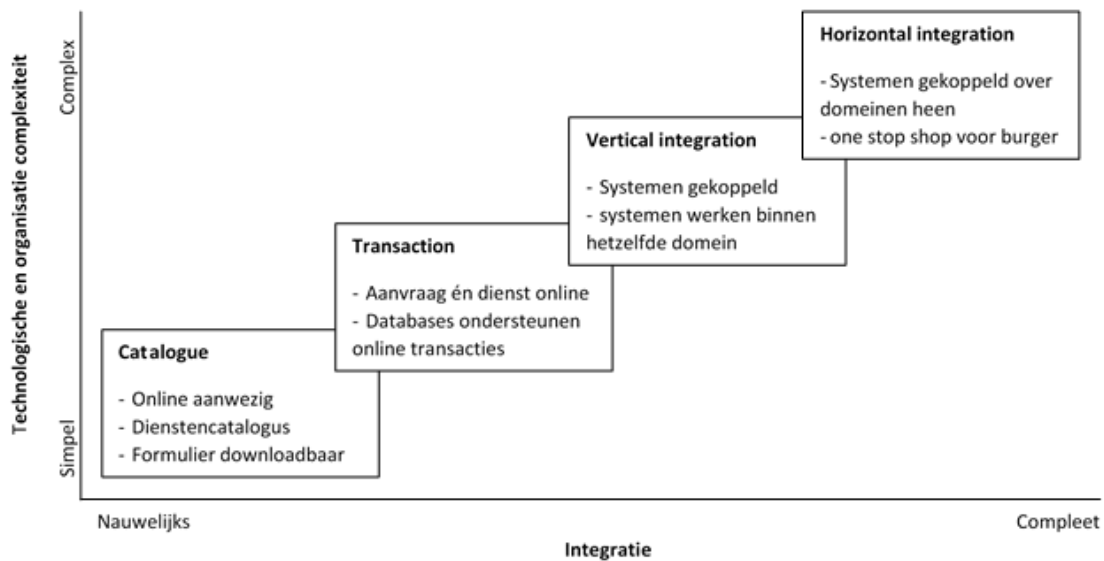 Technologische en organisatie complexiteit
Complex
Simpel
Horizontal integration
- Systemen gekoppeld over
domeinen heen
- one stop shop voor burger
Vertical integration
- Systemen gekoppeld
- systemen werken binnen
hetzelfde domein
Transaction
- Aanvraag én dienst online
- Databases ondersteunen
online transacties
Catalogue
- Online aanwezig
- Dienstencatalogus
- Formulier downloadbaar
Nauwelijks
Compleet
Integratie